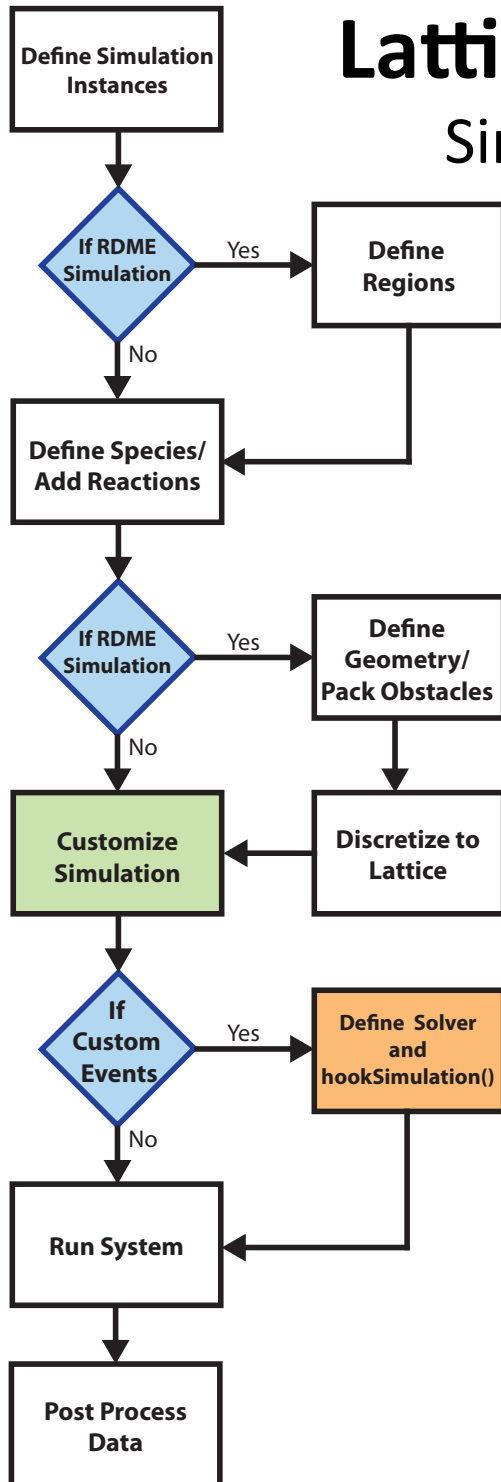 Latti
Sin
Define Simulation
Instances
If RDME
Simulation
Yes
Define
Regions
No
Define Species/
Add Reactions
If RDME
Simulation
Yes
Define
Geometry/
Pack Obstacles
No
Customize
Simulation
Discretize to
Lattice
If
Custom
Events
Yes
Define Solver
and
hookSimulation()
No
Run System
Post Process
Data